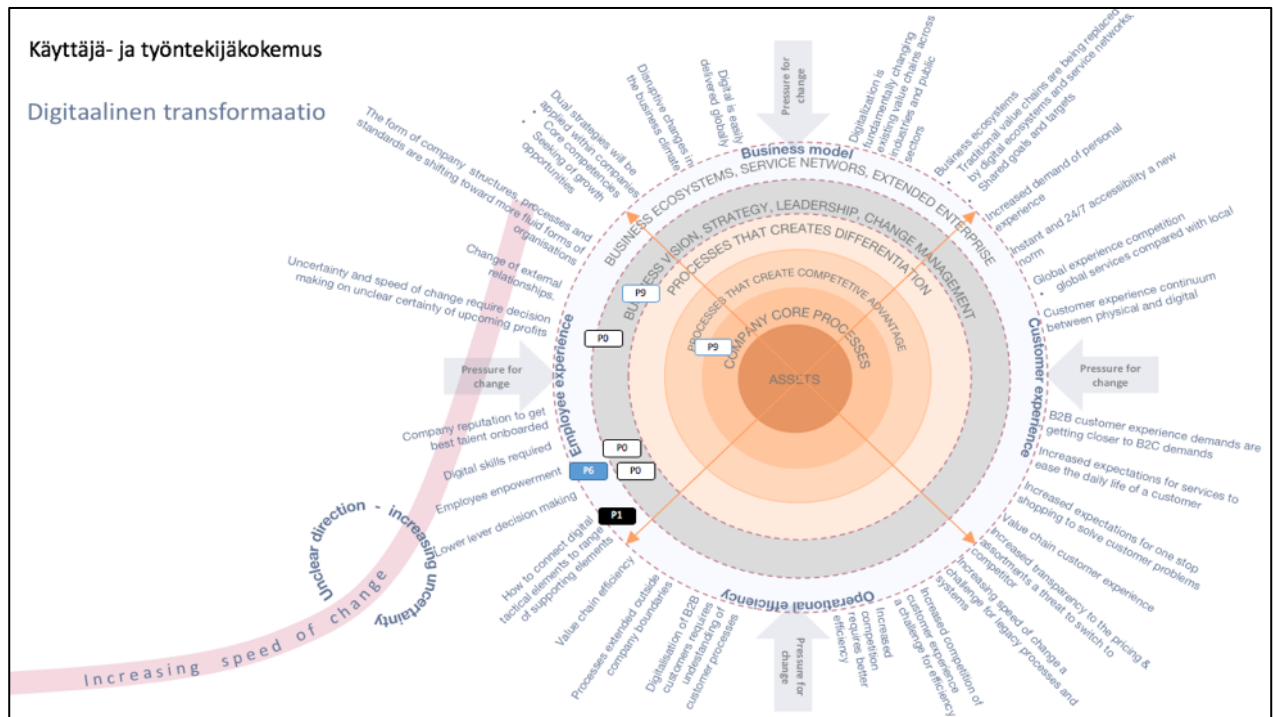 Käyttäjä- ja työntekijäkokemus
Digitaalinen transformaatio
Pressure for
change
Business model
BUSINESS ECOSYSTEMS, SERVICE NETWORS, EXTENDED ENTERPRISE
BUSINESS VISION, STRATEGY, LEADERSHIP, CHANGE MANAGEMENT
PROCESSES THAT CREATES DIFFERENTIATION
PROCESSES THAT CREATE COMPETETIVE ADVANTAGE
COMPANY CORE PROCESSES
ASSETS
Digital is easily
delivered globally
Disruptive changes in
the business climate
Dual strategies will be
applied within companies
• Core competencies
• Seeking of growth
opportunities
The form of company structures, processes and
standards are shifting toward more fluid forms of
organisations
Change of external
relationships.
Uncertainty and speed of change require decision
making on unclear certainty of upcoming profits
Pressure for
change
Employee experience
Company reputation to get
best talent onboarded
Digital skills required
Employee enpowerment
Lower lever decision making
How to connect digital
tactical elements to range
of supporting elements
Value chain efficiency
Processes extended outside
company boundaries
Digitalisation of B2B
customers requires
understanding of
customer processes
Operational efficiency
Pressure for
change
Increased
competition
requires better
efficiency
Increased competition of
customer experience
a challenge for efficiency
Increasing speed of change a
challenge for legacy processes and
systems
Increased transparency to the pricing &
assortments a threat to switch to
competitor
Value chain customer experience
Increased expectations for one stop
shopping to solve customer problems
Increased expectations for services to
ease the daily life of a customer
B2B customer experience demands are
getting closer to B2C demands
Customer experience
Pressure for
change
Customer experience continuum
between physical and digital
Global experience competition
• global services compared with local
Instant and 24/7 accessibility a new
norm
Increased demand of personal
experience
Business ecosystems
• Traditional value chains are being replaced
by digital ecosystems and service networks.
• Shared goals and targets
Digitalization is
fundamentally changing
existing value chains across
industries and public
sectors
P9
P0
P9
P0
P6
P0
P1
Unclear direction - increasing uncertainty
Increasing speed of change